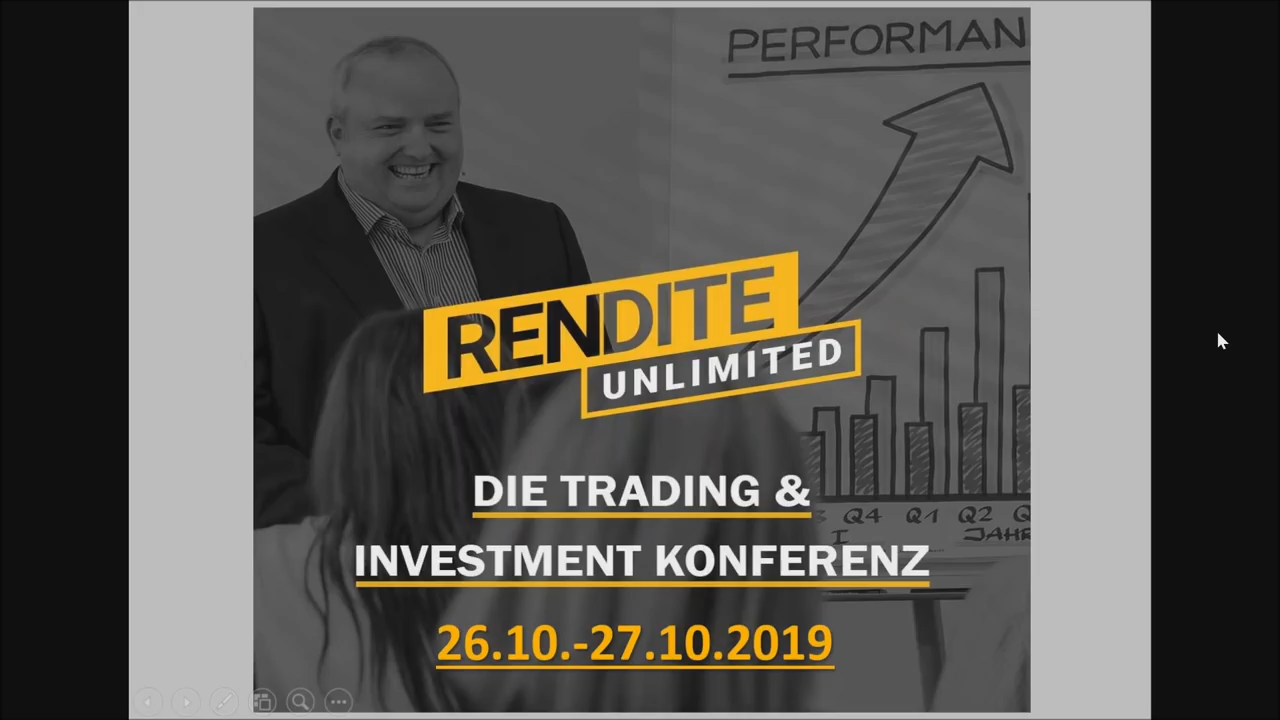 PERFORMAN
RENDITE
UNLIMITED
DIE TRADING &
INVESTMENT KONFERENZ
26.10.-27.10.2019
Q4 Q1 Q2 Q
I JAHR